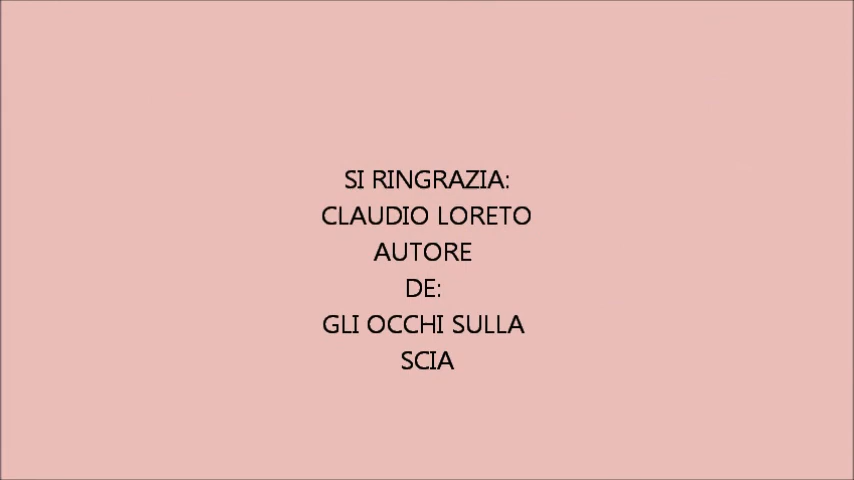 SI RINGRAZIA:
CLAUDIO LORETO
AUTORE
DE:
GLI OCCHI SULLA
SCIA